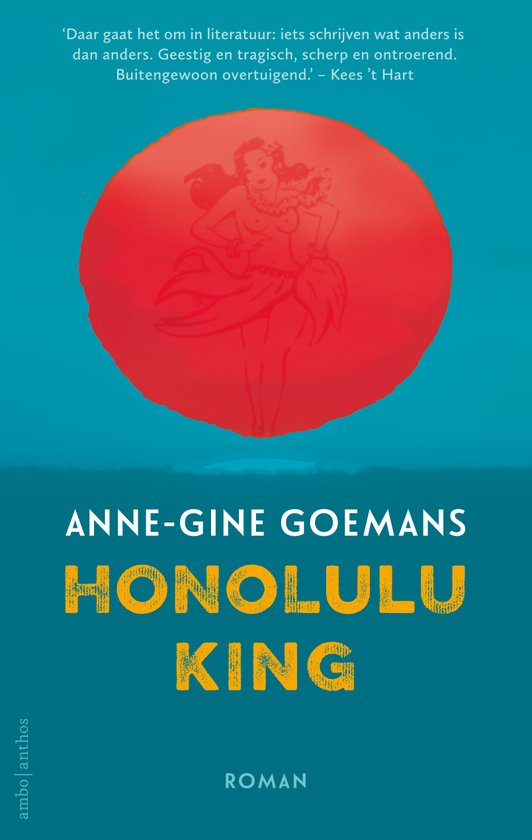 ‘Daar gaat het om in literatuur: iets schrijven wat anders is
dan anders. Geestig en tragisch, scherp en ontroerend.
Buitengewoon overtuigend.’ – Kees ’t Hart
ANNE-GINE GOEMANS
HONOLULU
KING
ROMAN
ambo|anthos